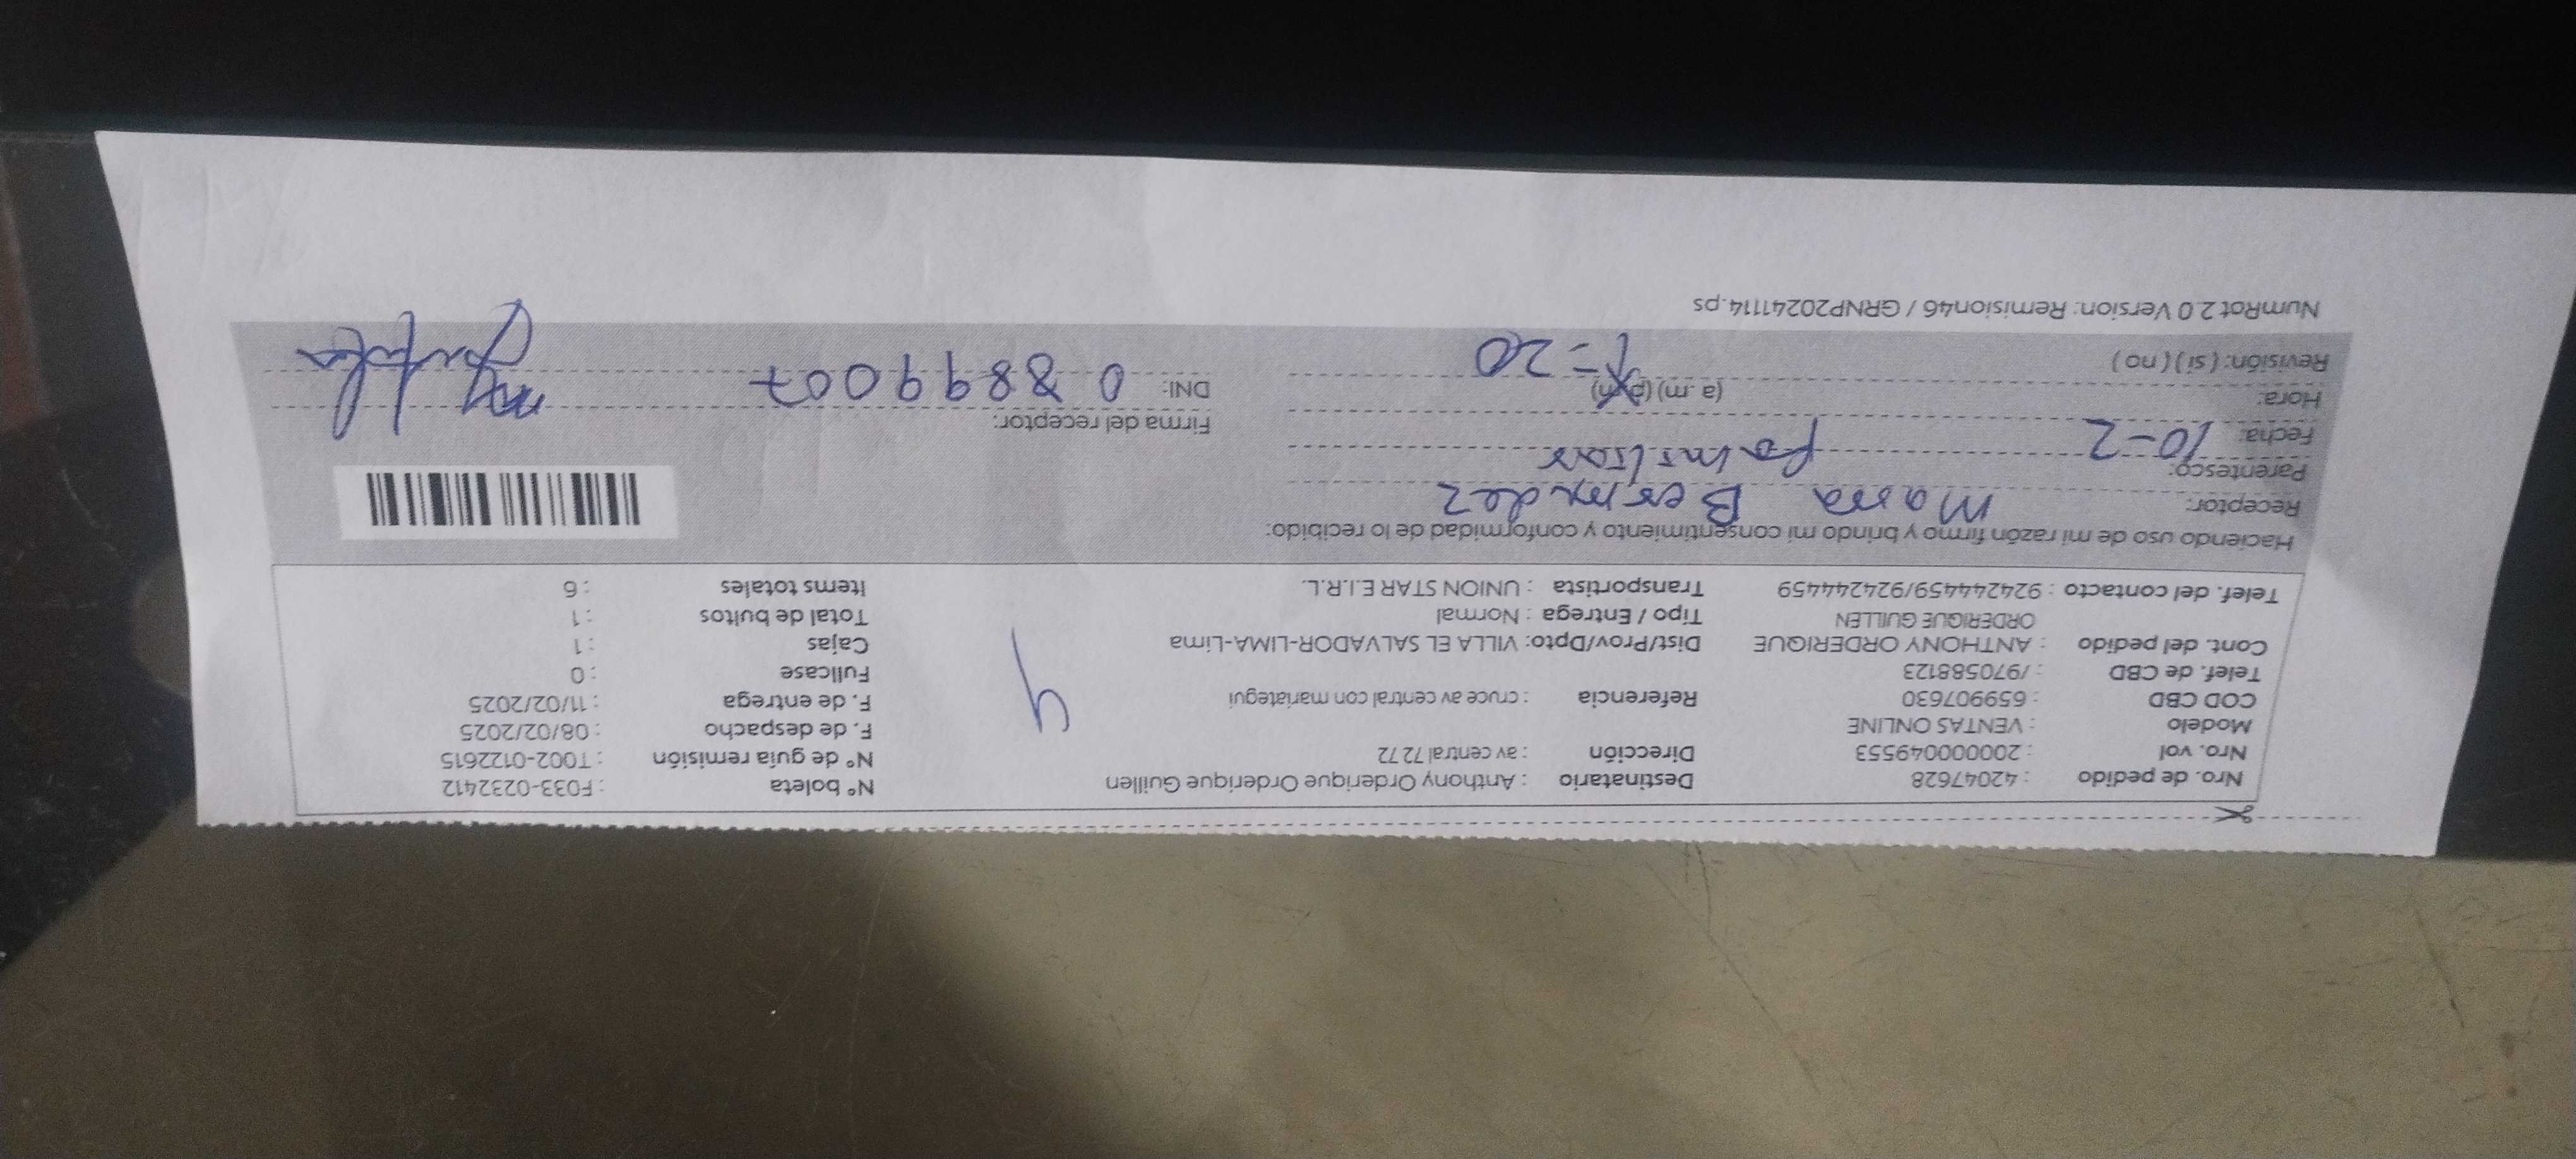 Nro. de pedido : 42047628 Destinatario : Anthony Orderique Orderique Guillen N° boleta : F033-0232412
Nro. vol : 20000004955​3 Dirección : av central 72 72 N° de guía remisión : T002-0122615
Modelo : VENTAS ONLINE F. de despacho : 08/02/2025
COD CBD : 659907630 Referencia : cruce av central con mariategui F. de entrega : 11/02/2025
Telef. de CBD : /970588123 Fullcase : 0
Cont. del pedido : ANTHONY ORDERIQUE Dist/Prov/Dpto: VILLA EL SALVADOR-LIMA-Lima Cajas : 1
ORDERIQUE GUILLEN Tipo / Entrega : Normal Total de bultos : 1
Telef. del contacto : 924244459/924244459 Transportista : UNION STAR E.I.R.L. Items totales : 6
Haciendo uso de mi razón firmo y brindo mi consentimiento y conformidad de lo recibido:
Receptor: Maria Bermudez
Parentesco: familiar
Fecha: 10-2 Firma del receptor:
Hora: (a.m) (p.m) DNI: 08899007
Revisión: ( si ) ( no )
NumRot 2.0 Version: Remision46 / GRNP20241114.ps